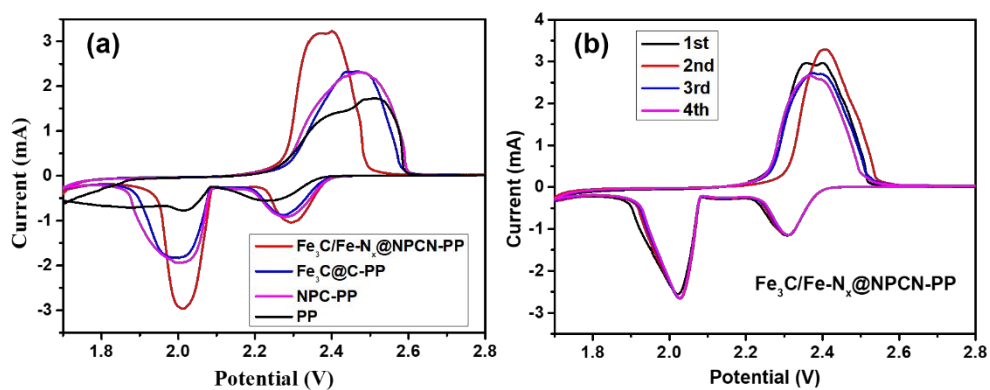 (a)
Current (mA)
3
2
1
0
-1
-2
-3
Fe₃C/Fe-Nₓ@NPCN-PP
Fe₃C@C-PP
NPC-PP
PP
1.8 2.0 2.2 2.4 2.6 2.8
Potential (V)
(b)
Current (mA)
4
3
2
1
0
-1
-2
-3
1st
2nd
3rd
4th
Fe₃C/Fe-Nₓ@NPCN-PP
1.8 2.0 2.2 2.4 2.6 2.8
Potential (V)